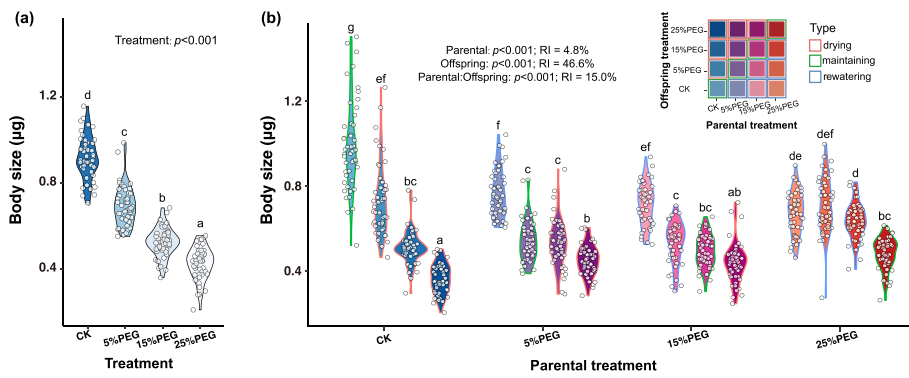 (a)
Treatment: p<0.001
Body size (µg)
1.2
0.8
0.4
d
c
b
a
CK
5%PEG
15%PEG
25%PEG
Treatment
(b)
Parental: p<0.001; RI = 4.8%
Offspring: p<0.001; RI = 46.6%
Parental:Offspring: p<0.001; RI = 15.0%
Body size (µg)
1.2
0.8
0.4
g
ef
bc
a
f
c
c
b
ef
c
bc
ab
de
def
d
bc
CK
5%PEG
15%PEG
25%PEG
Parental treatment
Offspring treatment
25%PEG
15%PEG
5%PEG
CK
CK
5%PEG
15%PEG
25%PEG
Parental treatment
Type
drying
maintaining
rewatering